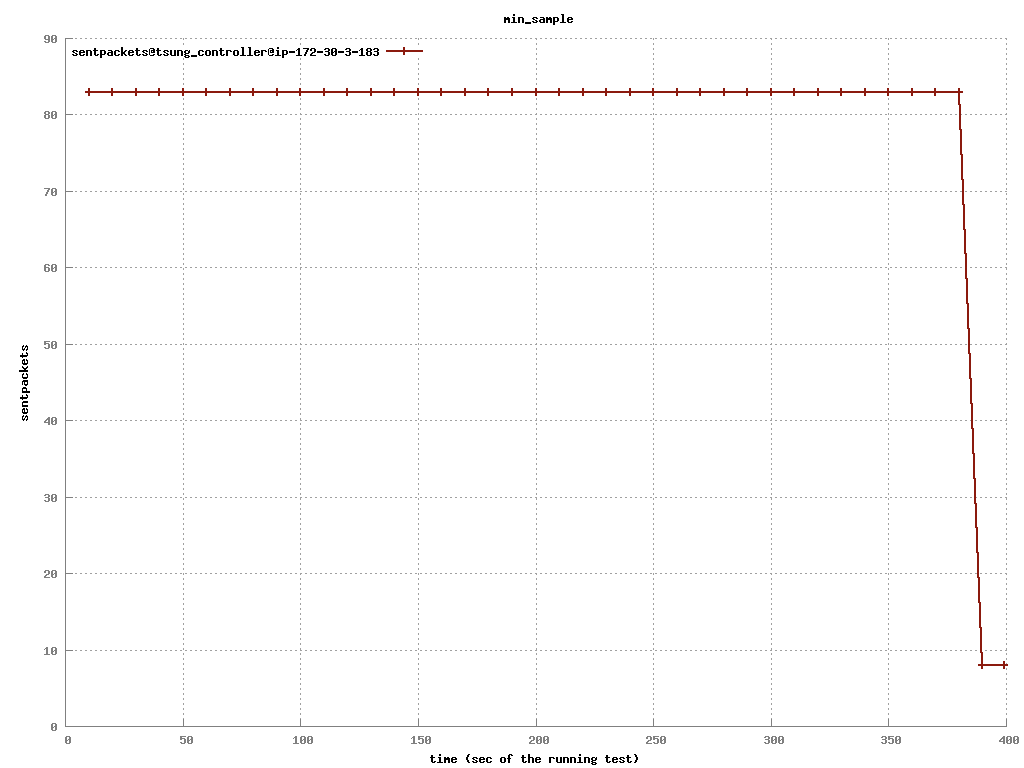 min_sample
90
sentpackets@tsung_controller@ip-172-30-3-183
80
70
60
50
40
30
20
10
0
sentpackets
0 50 100 150 200 250 300 350 400
time (sec of the running test)